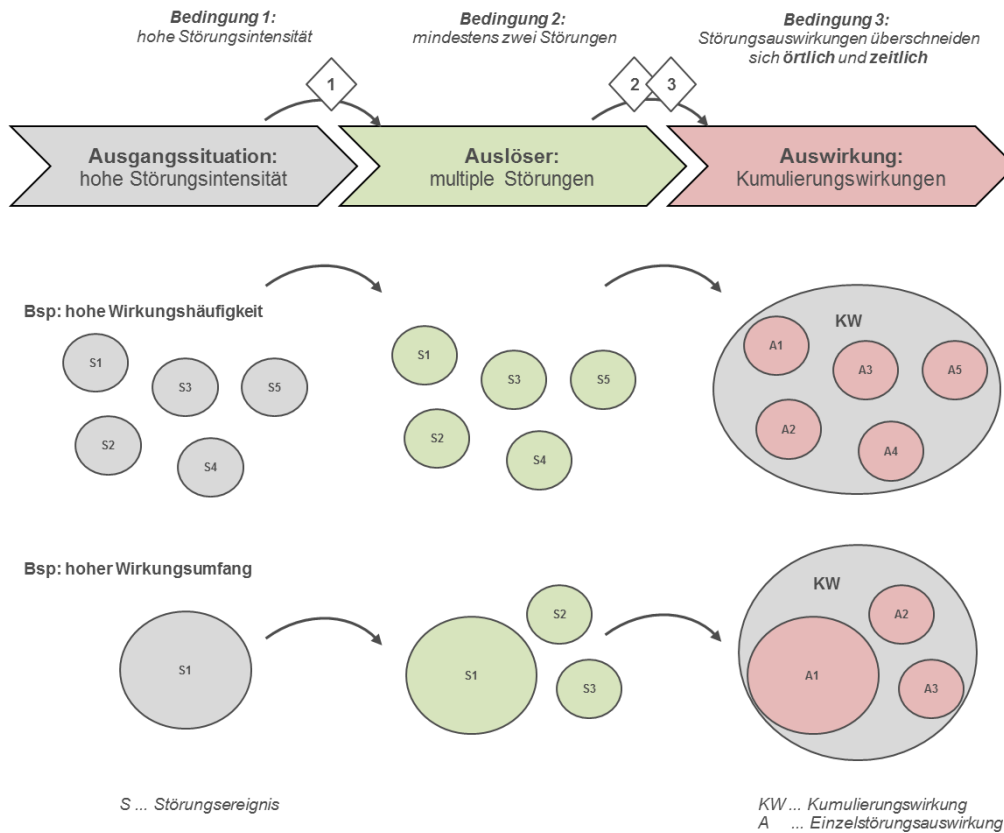 Bedingung 1:
hohe Störungsintensität
Bedingung 2:
mindestens zwei Störungen
Bedingung 3:
Störungsauswirkungen überschneiden
sich örtlich und zeitlich
1
2
3
Ausgangssituation:
hohe Störungsintensität
Auslöser:
multiple Störungen
Auswirkung:
Kumulierungswirkungen
Bsp: hohe Wirkungshäufigkeit
S1
S3
S5
S2
S4
S1
S3
S5
S2
S4
KW
A1
A3
A5
A2
A4
Bsp: hoher Wirkungsumfang
S1
S1
S2
S3
KW
A1
A2
A3
S ... Störungsereignis
KW ... Kumulierungswirkung
A ... Einzelstörungsauswirkung